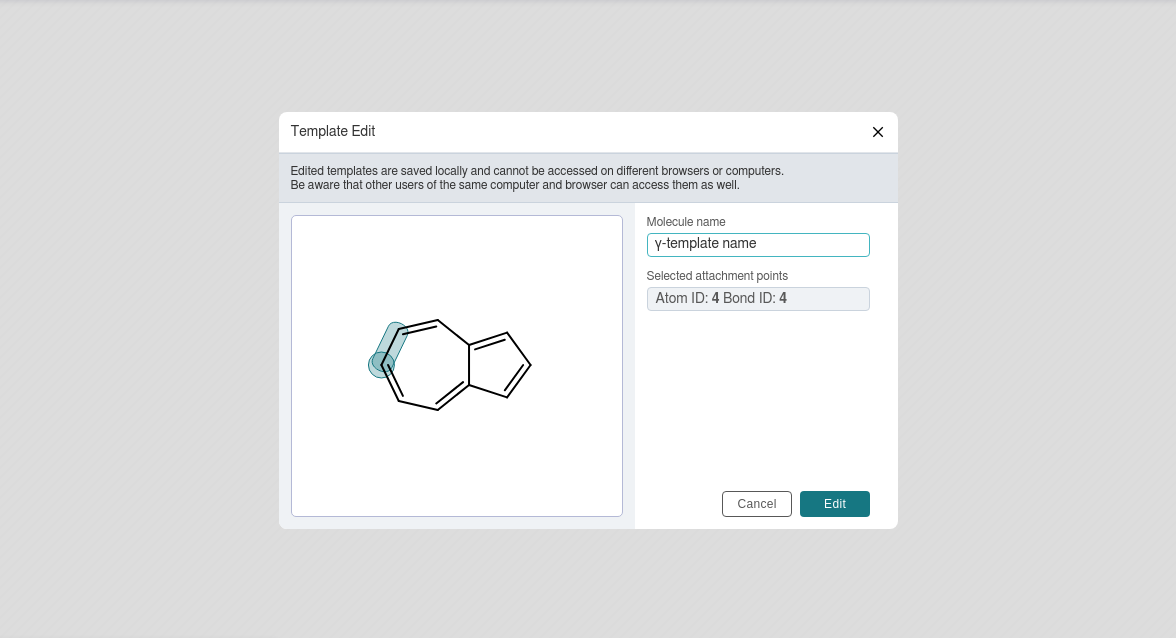 Template Edit
Edited templates are saved locally and cannot be accessed on different browsers or computers.
Be aware that other users of the same computer and browser can access them as well.
Molecule name
γ-template name
Selected attachment points
Atom ID: 4 Bond ID: 4
Cancel
Edit